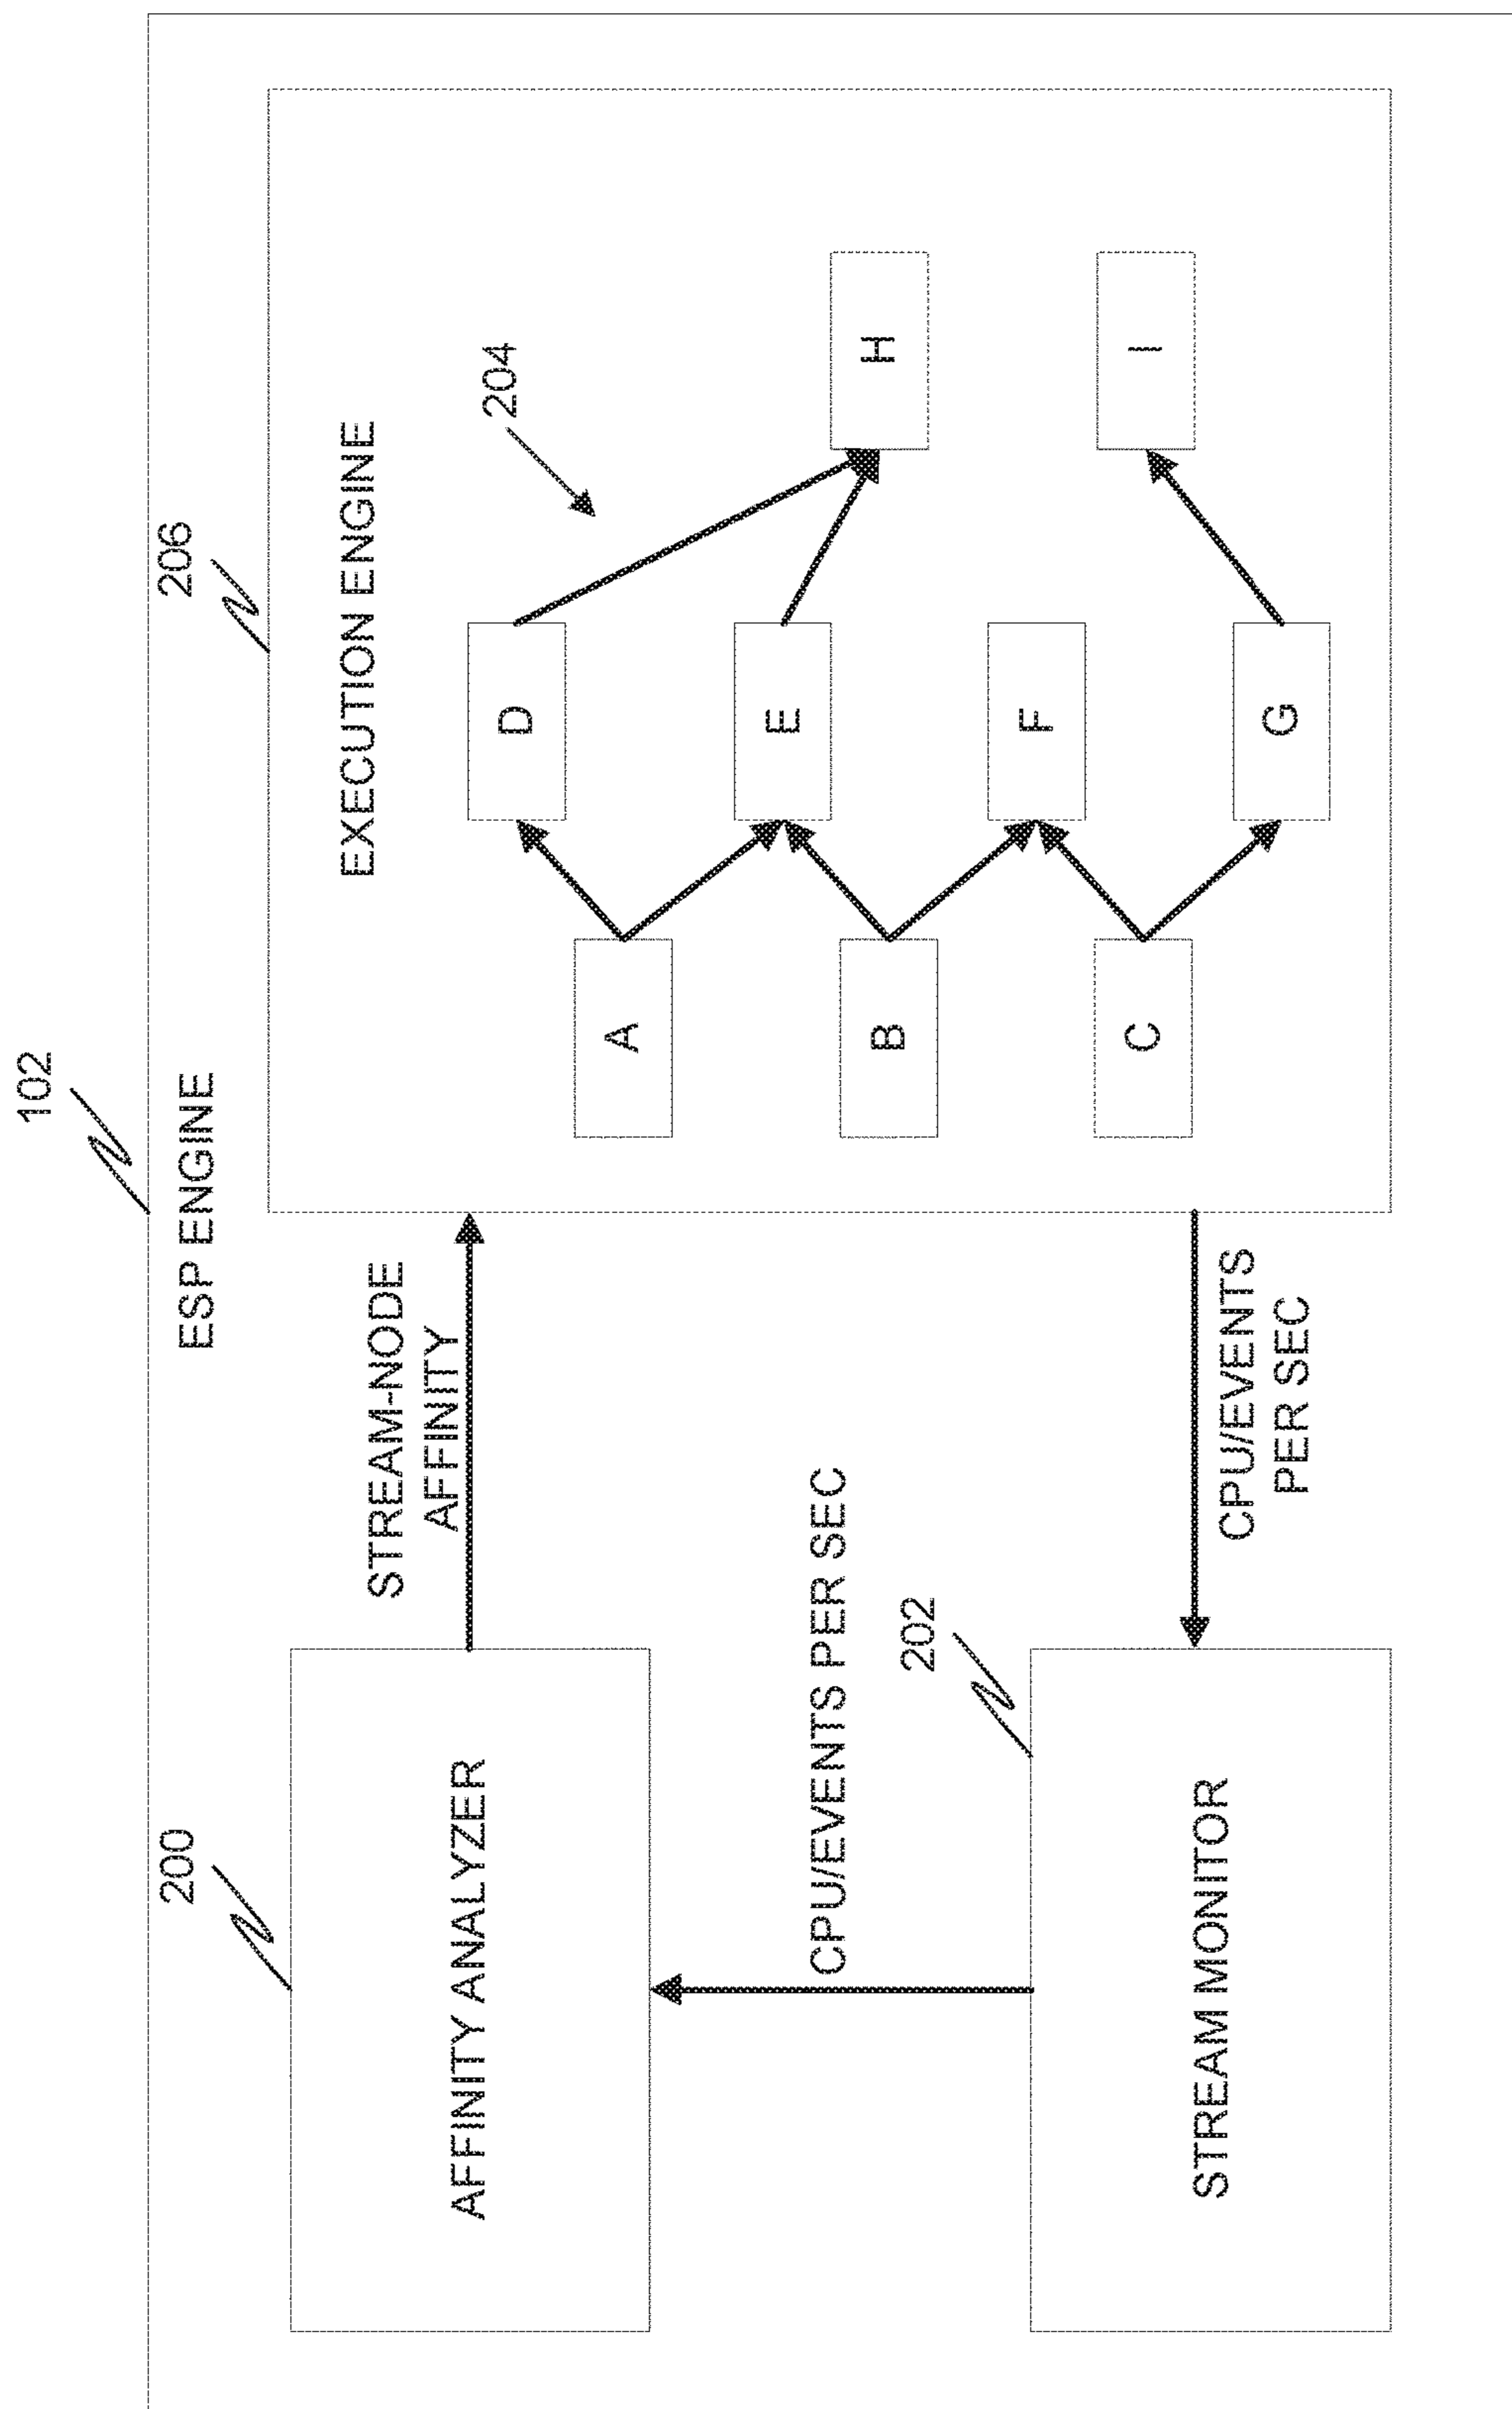 102
200
206
ESP ENGINE
EXECUTION ENGINE
STREAM-NODE
AFFINITY
AFFINITY ANALYZER
204
D
A
E
CPU/EVENTS PER SEC
H
B
202
F
C
I
STREAM MONITOR
CPU/EVENTS
PER SEC
G